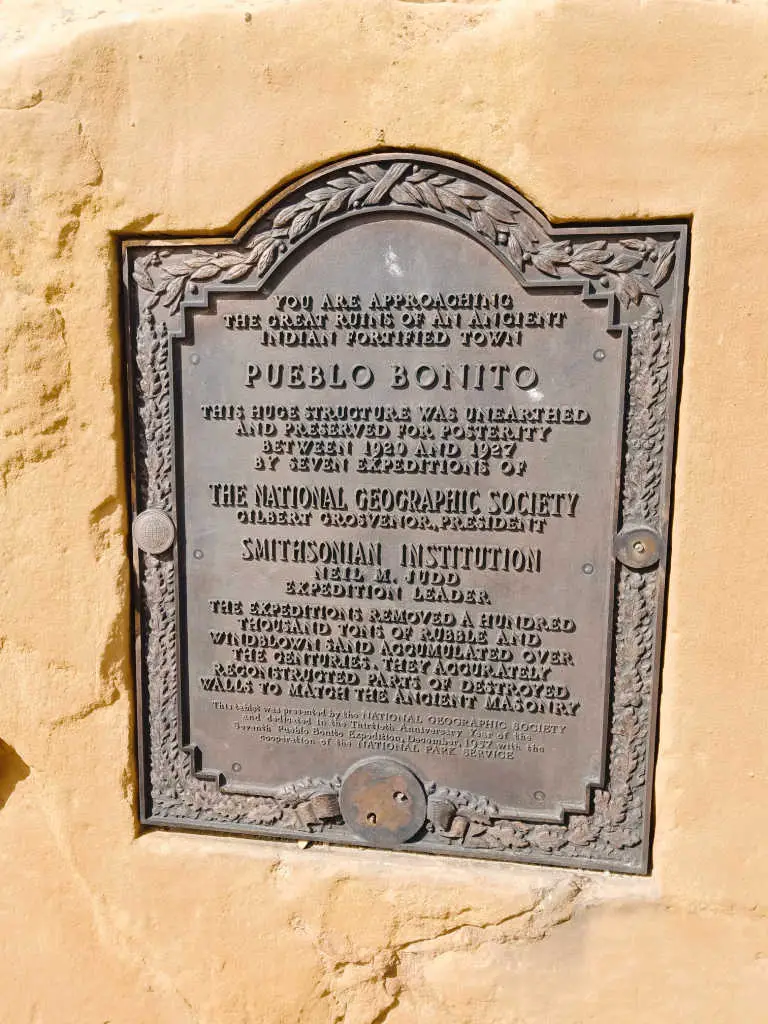 YOU ARE APPROACHING
THE GREAT RUINS OF AN ANCIENT
INDIAN FORTIFIED TOWN
PUEBLO BONITO
THIS HUGE STRUCTURE WAS UNEARTHED
AND PRESERVED FOR POSTERITY
BETWEEN 1920 AND 1927
BY SEVEN EXPEDITIONS OF
THE NATIONAL GEOGRAPHIC SOCIETY
GILBERT GROSVENOR, PRESIDENT
SMITHSONIAN INSTITUTION
NEIL M. JUDD
EXPEDITION LEADER
THE EXPEDITIONS REMOVED A HUNDRED
THOUSAND TONS OF RUBBLE AND
WINDBLOWN SAND ACCUMULATED OVER
THE CENTURIES. THEY ACCURATELY
RECONSTRUCTED PARTS OF DESTROYED
WALLS TO MATCH THE ANCIENT MASONRY
This tablet was presented by the NATIONAL GEOGRAPHIC SOCIETY
and dedicated in the Thirtieth Anniversary Year of the
Seventh Pueblo Bonito Expedition, December, 1957 with the
cooperation of the NATIONAL PARK SERVICE